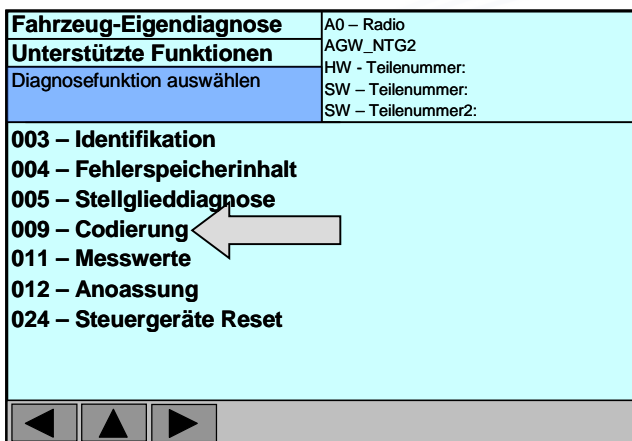 Fahrzeug-Eigendiagnose
Unterstützte Funktionen
Diagnosefunktion auswählen
A0 – Radio
AGW_NTG2
HW - Teilenummer:
SW – Teilenummer:
SW – Teilenummer2:
003 – Identifikation
004 – Fehlerspeicherinhalt
005 – Stellglieddiagnose
009 – Codierung
011 – Messwerte
012 – Anoassung
024 – Steuergeräte Reset